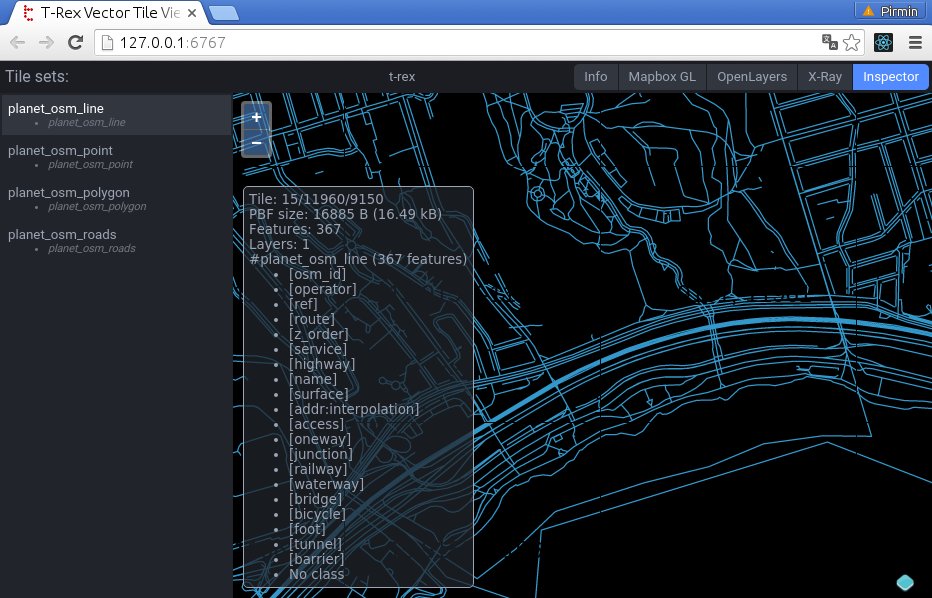 T-Rex Vector Tile Vie
Pirmin
127.0.0.1:6767
Tile sets:
t-rex
Info
Mapbox GL
OpenLayers
X-Ray
Inspector
planet_osm_line
planet_osm_line
planet_osm_point
planet_osm_point
planet_osm_polygon
planet_osm_polygon
planet_osm_roads
planet_osm_roads
+
−
Tile: 15/11960/9150
PBF size: 16885 B (16.49 kB)
Features: 367
Layers: 1
#planet_osm_line (367 features)
[osm_id]
[operator]
[ref]
[route]
[z_order]
[service]
[highway]
[name]
[surface]
[addr:interpolation]
[access]
[oneway]
[junction]
[railway]
[waterway]
[bridge]
[bicycle]
[foot]
[tunnel]
[barrier]
No class